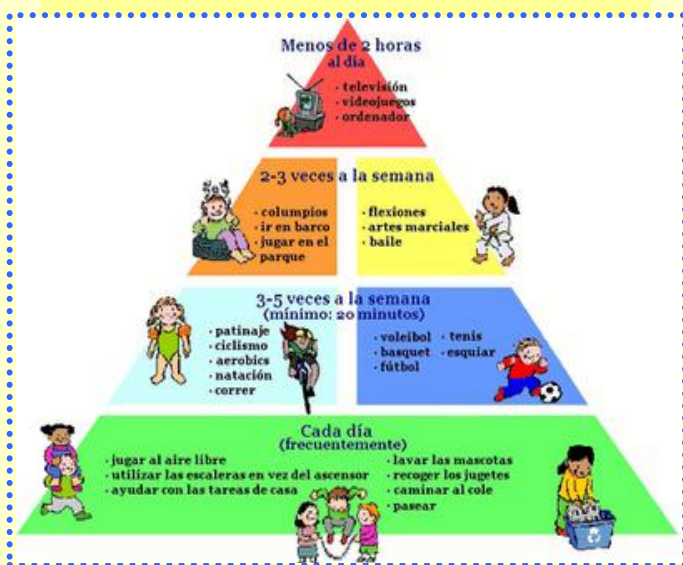 Menos de 2 horas
al día
· televisión
· videojuegos
· ordenador
2-3 veces a la semana
· columpios
· ir en barco
· jugar en el
parque
· flexiones
· artes marciales
· baile
3-5 veces a la semana
(mínimo: 20 minutos)
· patinaje
· ciclismo
· aerobics
· natación
· correr
· voleibol · tenis
· basquet · esquiar
· fútbol
Cada día
(frecuentemente)
· jugar al aire libre
· utilizar las escaleras en vez del ascensor
· ayudar con las tareas de casa
· lavar las mascotas
· recoger los jugetes
· caminar al cole
· pasear